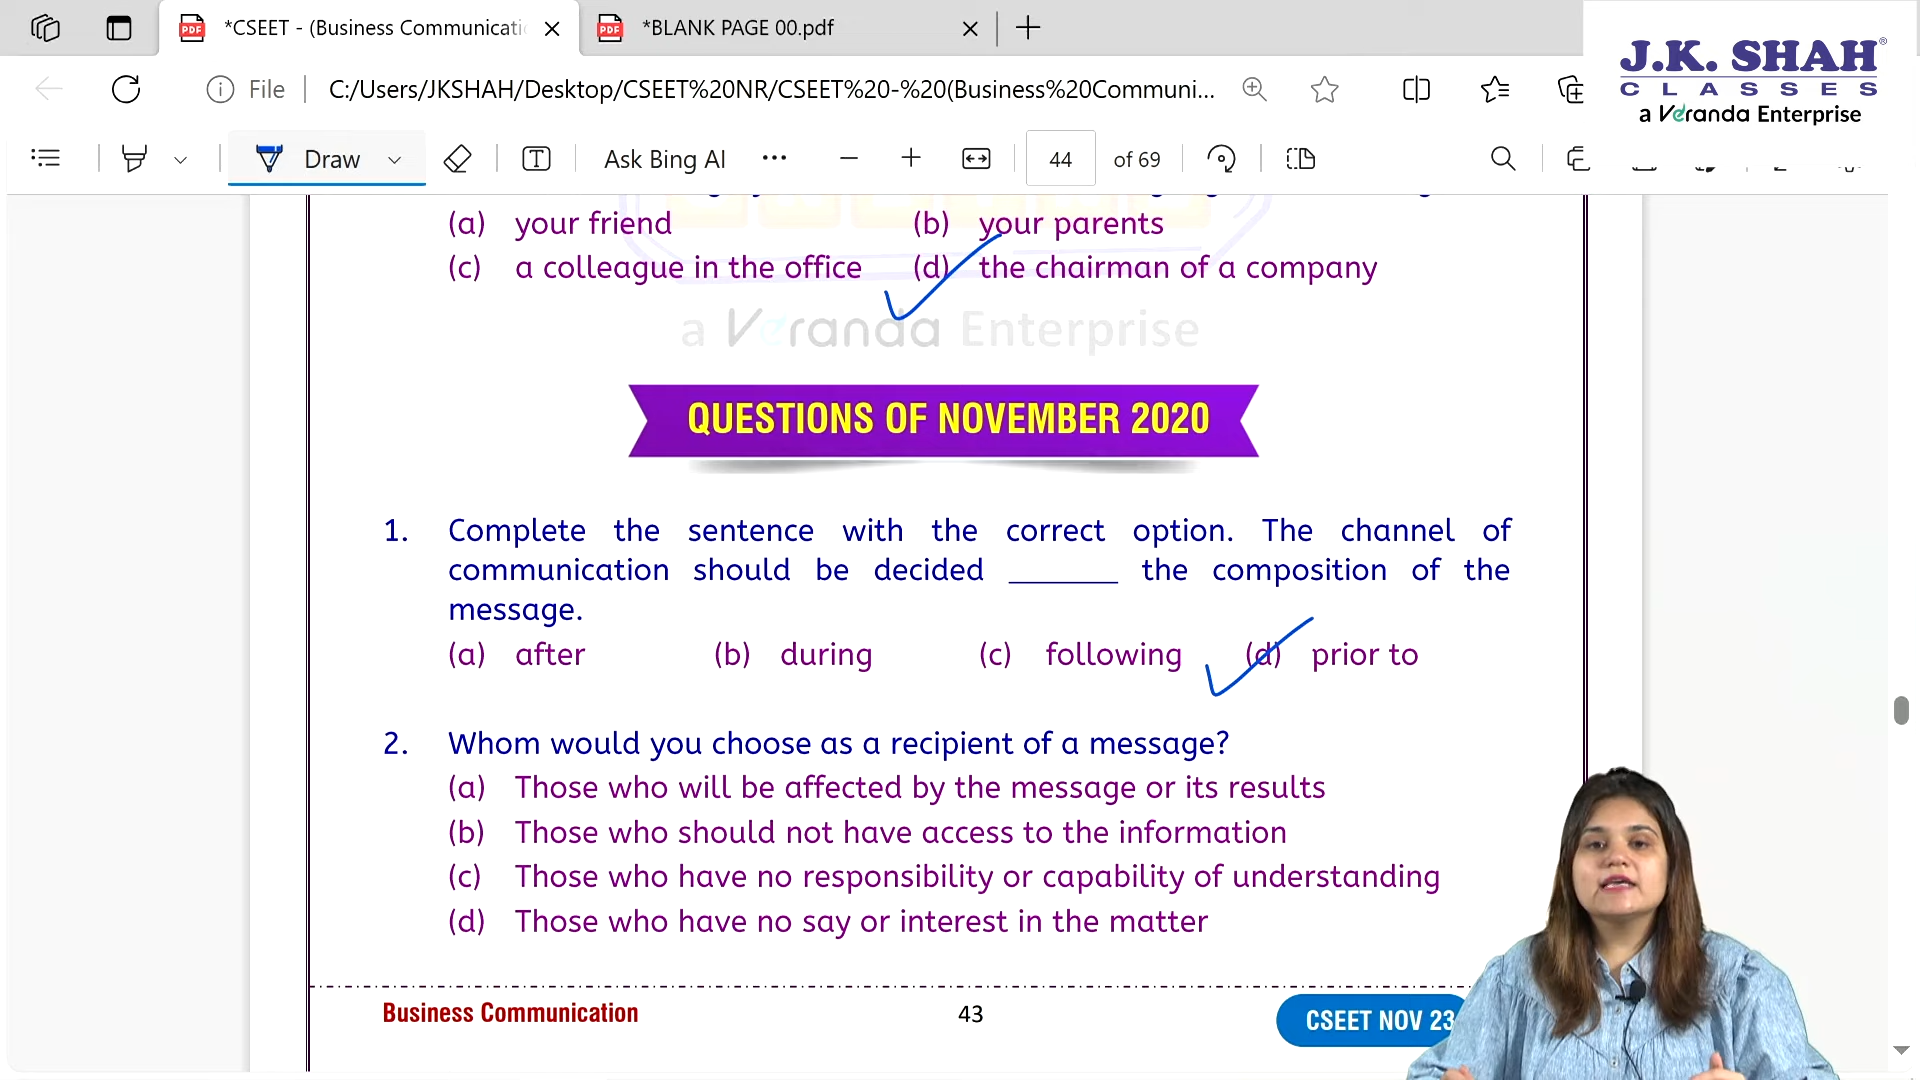 *CSEET - (Business Communicati
*BLANK PAGE 00.pdf
File
C:/Users/JKSHAH/Desktop/CSEET%20NR/CSEET%20-%20(Business%20Communi...
J.K. SHAH®
CLASSES
a Veranda Enterprise
Draw
Ask Bing AI
44
of 69
(a) your friend (b) your parents
(c) a colleague in the office (d) the chairman of a company
a Veranda Enterprise
QUESTIONS OF NOVEMBER 2020
1. Complete the sentence with the correct option. The channel of
communication should be decided _______ the composition of the
message.
(a) after (b) during (c) following (d) prior to
2. Whom would you choose as a recipient of a message?
(a) Those who will be affected by the message or its results
(b) Those who should not have access to the information
(c) Those who have no responsibility or capability of understanding
(d) Those who have no say or interest in the matter
Business Communication
43
CSEET NOV 23